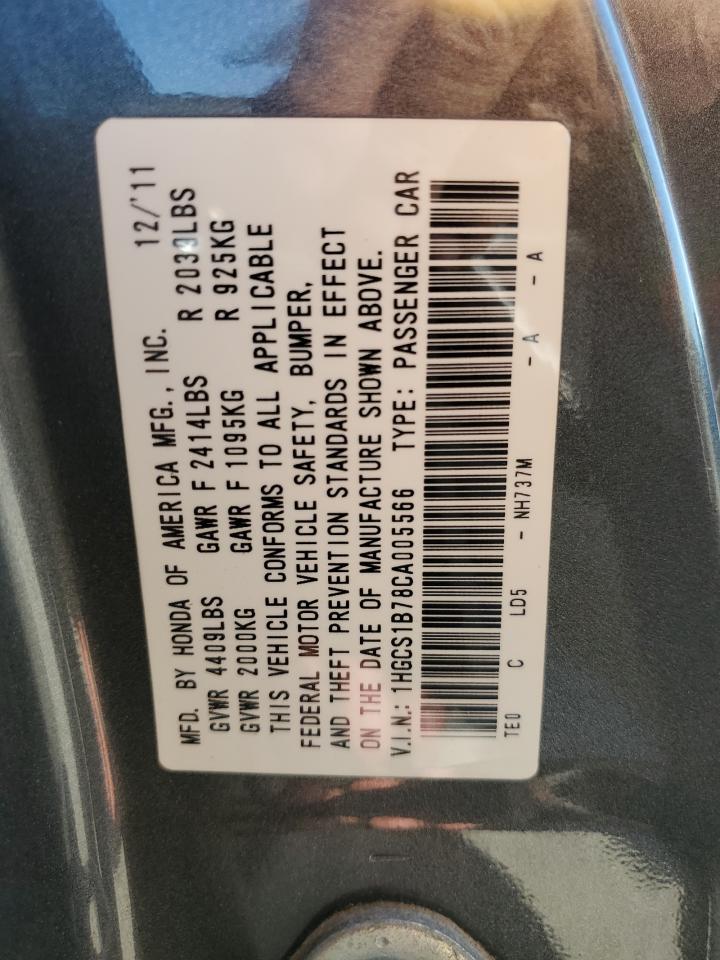 MFD. BY HONDA OF AMERICA MFG., INC. 12/'11
GVWR 4409LBS GAWR F 2414LBS R 2039LBS
GVWR 2000KG GAWR F 1095KG R 925KG
THIS VEHICLE CONFORMS TO ALL APPLICABLE
FEDERAL MOTOR VEHICLE SAFETY, BUMPER,
AND THEFT PREVENTION STANDARDS IN EFFECT
ON THE DATE OF MANUFACTURE SHOWN ABOVE.
V.I.N.: 1HGCS1B78CA005566 TYPE: PASSENGER CAR
TE0 C LD5 - NH737M - A - A